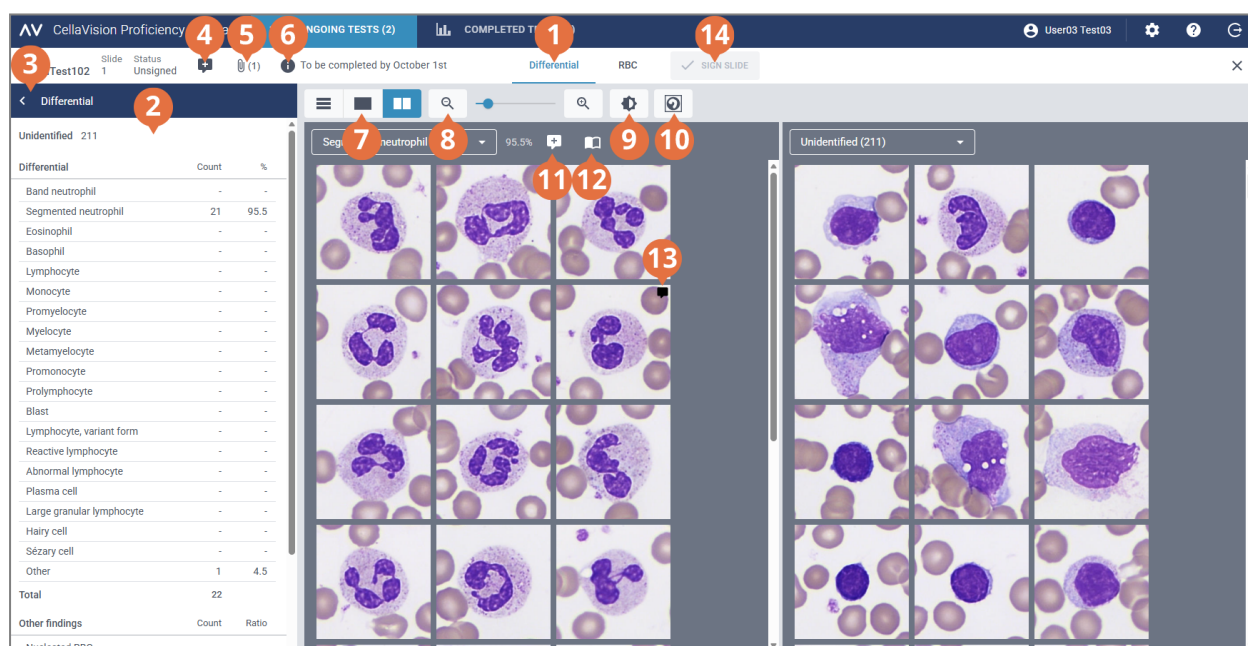 CellaVision Proficiency
ONGOING TESTS (2)
COMPLETED
User03 Test03
4 5 6 1 14
3
Test102
Slide
1
Status
Unsigned
(1)
To be completed by October 1st
Differential
RBC
SIGN SLIDE
Differential
2
7 8 9 10
Unidentified 211
Differential Count %
Band neutrophil - -
Segmented neutrophil 21 95.5
Eosinophil - -
Basophil - -
Lymphocyte - -
Monocyte - -
Promyelocyte - -
Myelocyte - -
Metamyelocyte - -
Promonocyte - -
Prolymphocyte - -
Blast - -
Lymphocyte, variant form - -
Reactive lymphocyte - -
Abnormal lymphocyte - -
Plasma cell - -
Large granular lymphocyte - -
Hairy cell - -
Sézary cell - -
Other 1 4.5
Total 22
Other findings Count Ratio
Nucleated RBC
neutrophil
95.5%
11 12
13
Unidentified (211)